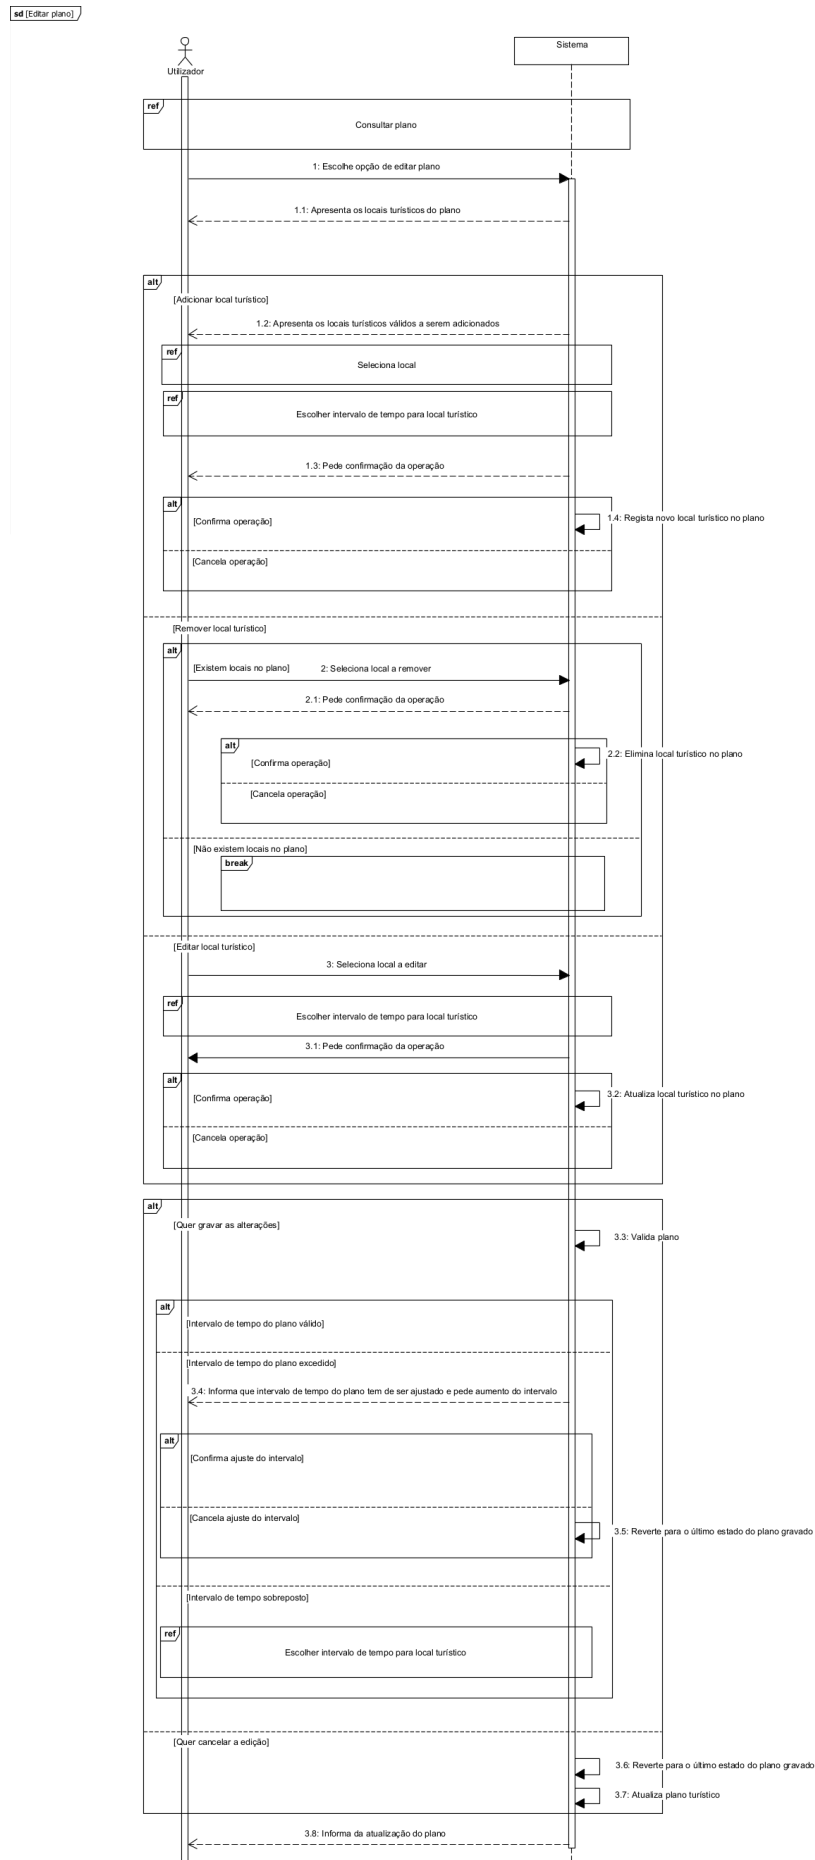 sd [Editar plano]
Sistema
Utilizador
ref
Consultar plano
1: Escolhe opção de editar plano
1.1: Apresenta os locais turísticos do plano
alt
[Adicionar local turístico]
1.2: Apresenta os locais turísticos válidos a serem adicionados
ref
Seleciona local
ref
Escolher intervalo de tempo para local turístico
1.3: Pede confirmação da operação
alt
[Confirma operação]
1.4: Regista novo local turístico no plano
[Cancela operação]
[Remover local turístico]
alt
[Existem locais no plano]
2: Seleciona local a remover
2.1: Pede confirmação da operação
alt
2.2: Elimina local turístico no plano
[Confirma operação]
[Cancela operação]
[Não existem locais no plano]
break
[Editar local turístico]
3: Seleciona local a editar
ref
Escolher intervalo de tempo para local turístico
3.1: Pede confirmação da operação
alt
3.2: Atualiza local turístico no plano
[Confirma operação]
[Cancela operação]
alt
[Quer gravar as alterações]
3.3: Valida plano
alt
[Intervalo de tempo do plano válido]
[Intervalo de tempo do plano excedido]
3.4: Informa que intervalo de tempo do plano tem de ser ajustado e pede aumento do intervalo
alt
[Confirma ajuste do intervalo]
[Cancela ajuste do intervalo]
3.5: Reverte para o último estado do plano gravado
[Intervalo de tempo sobreposto]
ref
Escolher intervalo de tempo para local turístico
[Quer cancelar a edição]
3.6: Reverte para o último estado do plano gravado
3.7: Atualiza plano turístico
3.8: Informa da atualização do plano